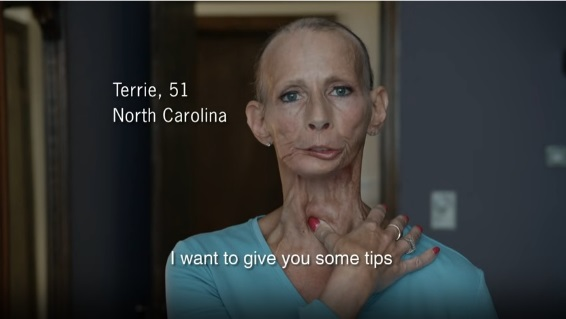 Terrie, 51
North Carolina
I want to give you some tips